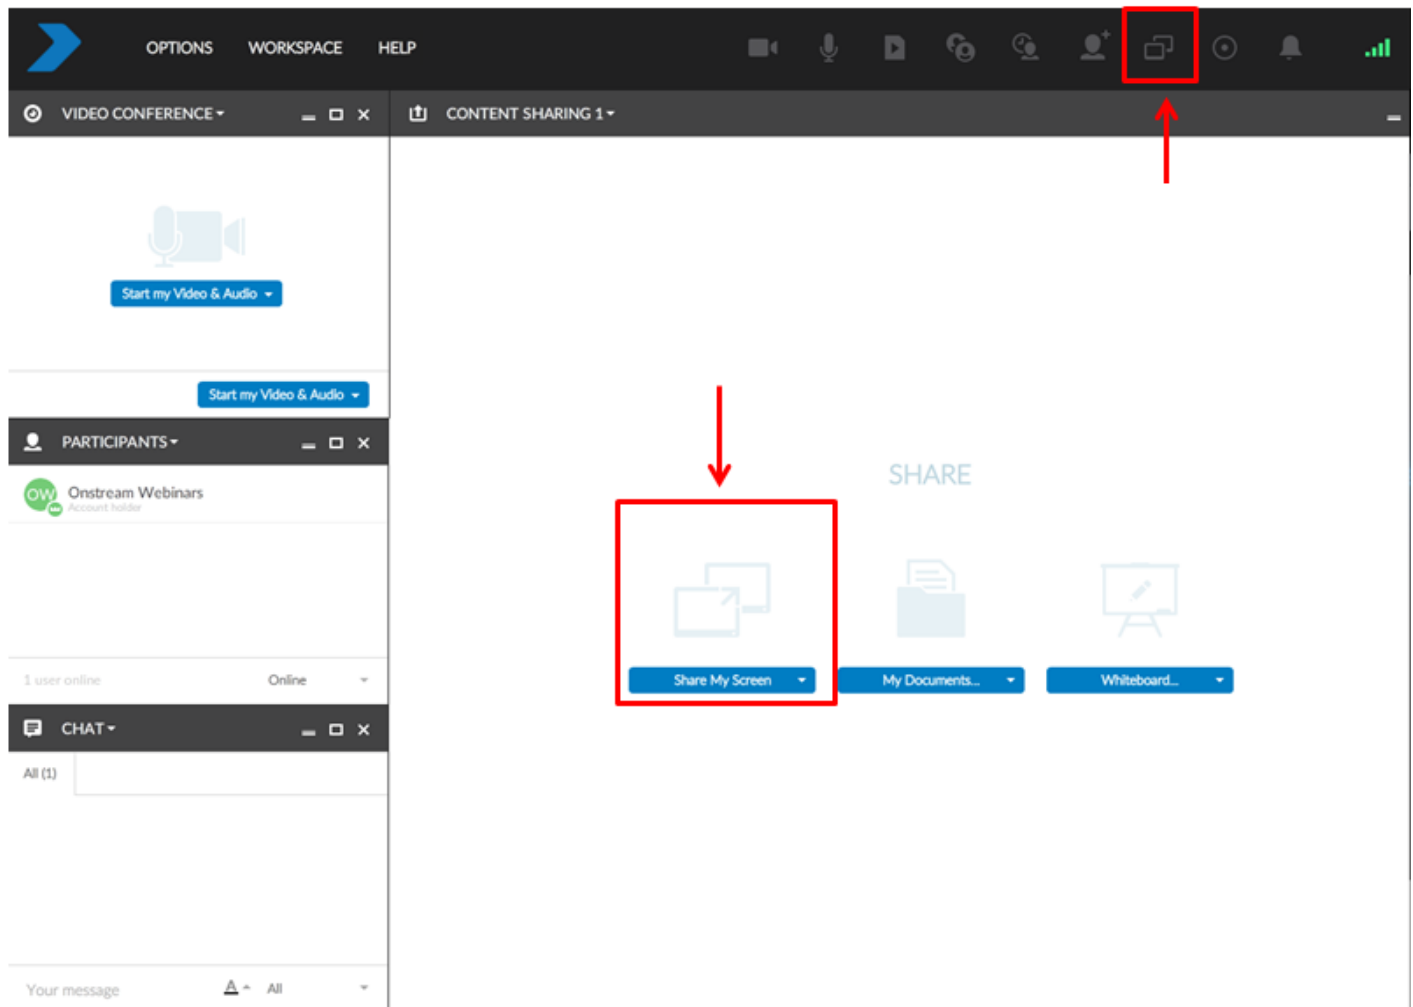 OPTIONS WORKSPACE HELP
VIDEO CONFERENCE
CONTENT SHARING 1
Start my Video & Audio
Start my Video & Audio
PARTICIPANTS
OW Onstream Webinars
Account holder
1 user online Online
CHAT
All (1)
Your message A All
SHARE
Share My Screen My Documents... Whiteboard...